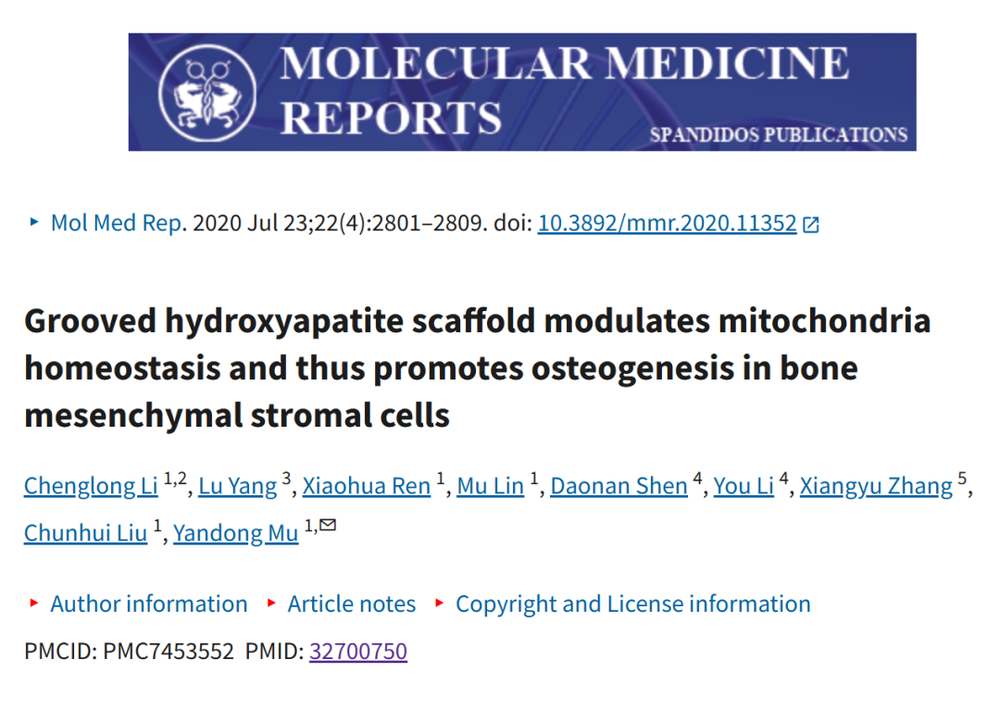 MOLECULAR MEDICINE
REPORTS
SPANDIDOS PUBLICATIONS
‣ Mol Med Rep. 2020 Jul 23;22(4):2801–2809. doi: 10.3892/mmr.2020.11352
Grooved hydroxyapatite scaffold modulates mitochondria
homeostasis and thus promotes osteogenesis in bone
mesenchymal stromal cells
Chenglong Li 1,2, Lu Yang 3, Xiaohua Ren 1, Mu Lin 1, Daonan Shen 4, You Li 4, Xiangyu Zhang 5,
Chunhui Liu 1, Yandong Mu 1,✉
‣ Author information ‣ Article notes ‣ Copyright and License information
PMCID: PMC7453552 PMID: 32700750